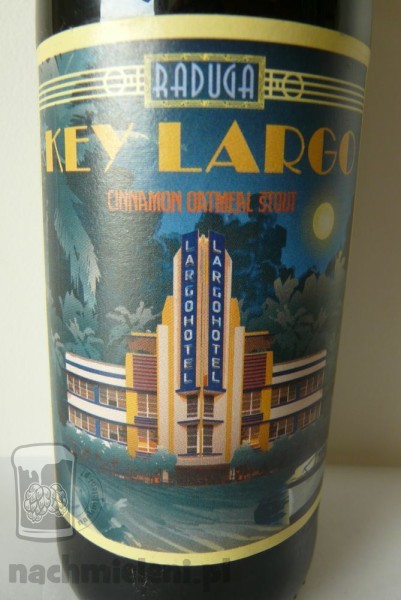 RADUGA
KEY LARGO
CINNAMON OATMEAL STOUT
LARGOHOTEL
LARGOHOTEL
nachmieleni.pl